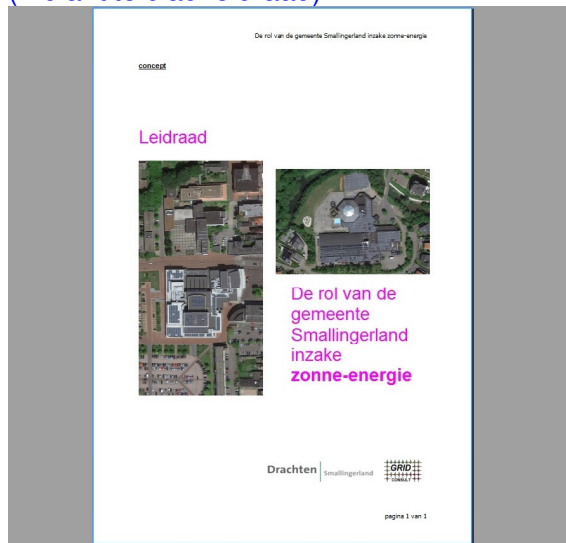 De rol van de gemeente Smallingerland inzake zonne-energie
concept
Leidraad
De rol van de
gemeente
Smallingerland
inzake
zonne-energie
Drachten Smallingerland
GRID
CONSULT
pagina 1 van 1